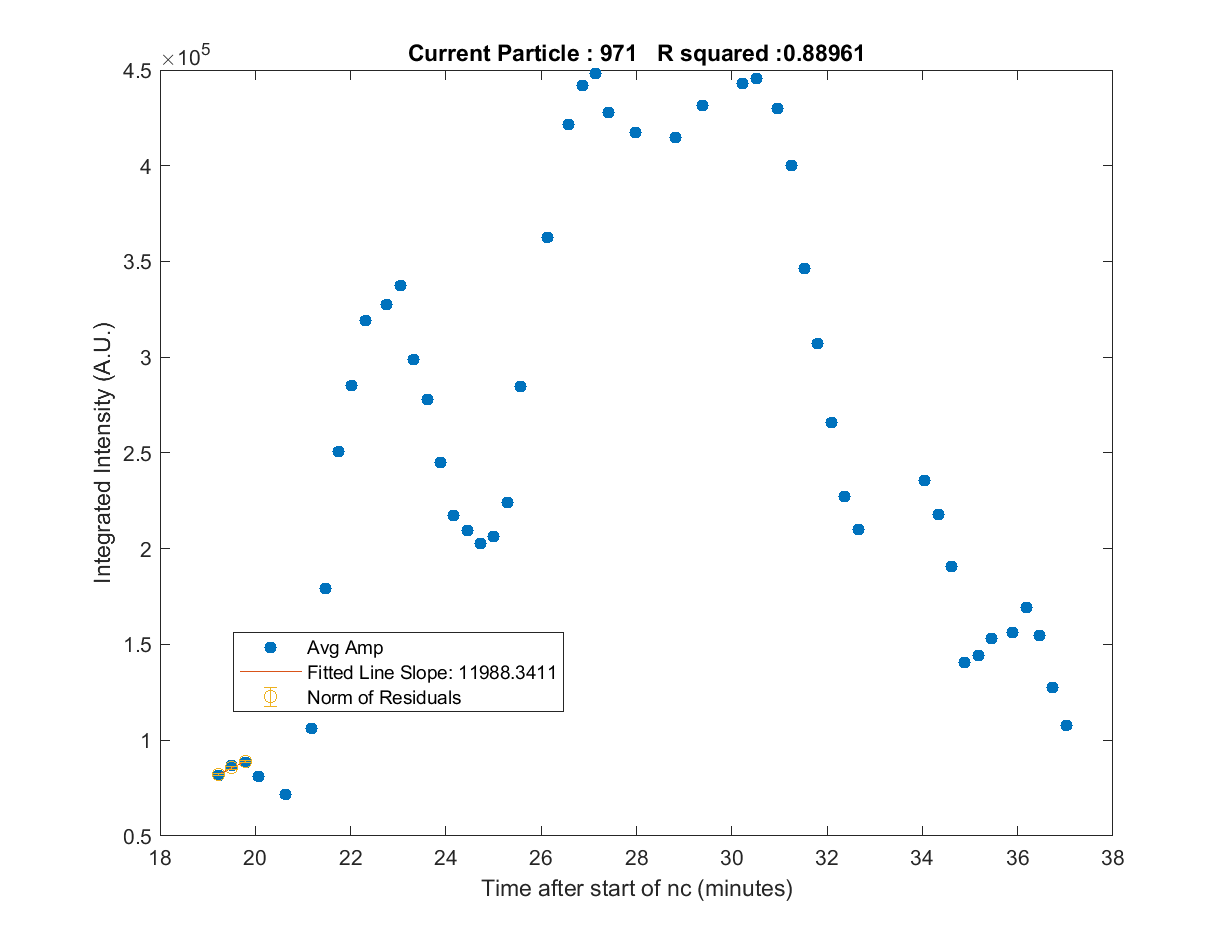 Current Particle : 971 R squared :0.88961
×10^5
4.5
4
3.5
3
2.5
2
1.5
1
0.5
Integrated Intensity (A.U.)
Avg Amp
Fitted Line Slope: 11988.3411
Norm of Residuals
18 20 22 24 26 28 30 32 34 36 38
Time after start of nc (minutes)